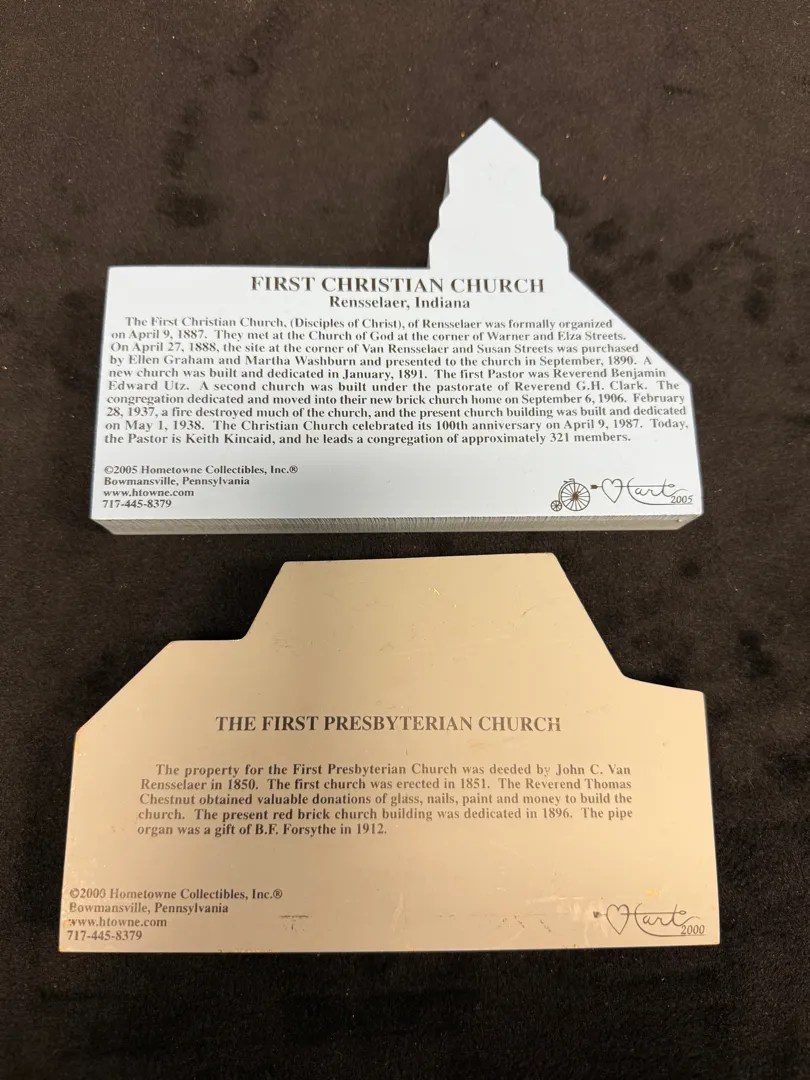 FIRST CHRISTIAN CHURCH
Rensselaer, Indiana
The First Christian Church, (Disciples of Christ), of Rensselaer was formally organized
on April 9, 1887. They met at the Church of God at the corner of Warner and Elza Streets.
On April 27, 1888, the site at the corner of Van Rensselaer and Susan Streets was purchased
by Ellen Graham and Martha Washburn and presented to the church in September, 1890. A
new church was built and dedicated in January, 1891. The first Pastor was Reverend Benjamin
Edward Utz. A second church was built under the pastorate of Reverend G.H. Clark. The
congregation dedicated and moved into their new brick church home on September 6, 1906. February
28, 1937, a fire destroyed much of the church, and the present church building was built and dedicated
on May 1, 1938. The Christian Church celebrated its 100th anniversary on April 9, 1987. Today,
the Pastor is Keith Kincaid, and he leads a congregation of approximately 321 members.
©2005 Hometowne Collectibles, Inc.®
Bowmansville, Pennsylvania
www.htowne.com
717-445-8379
Hart
2005
THE FIRST PRESBYTERIAN CHURCH
The property for the First Presbyterian Church was deeded by John C. Van
Rensselaer in 1850. The first church was erected in 1851. The Reverend Thomas
Chestnut obtained valuable donations of glass, nails, paint and money to build the
church. The present red brick church building was dedicated in 1896. The pipe
organ was a gift of B.F. Forsythe in 1912.
©2000 Hometowne Collectibles, Inc.®
Bowmansville, Pennsylvania
www.htowne.com
717-445-8379
Hart
2000